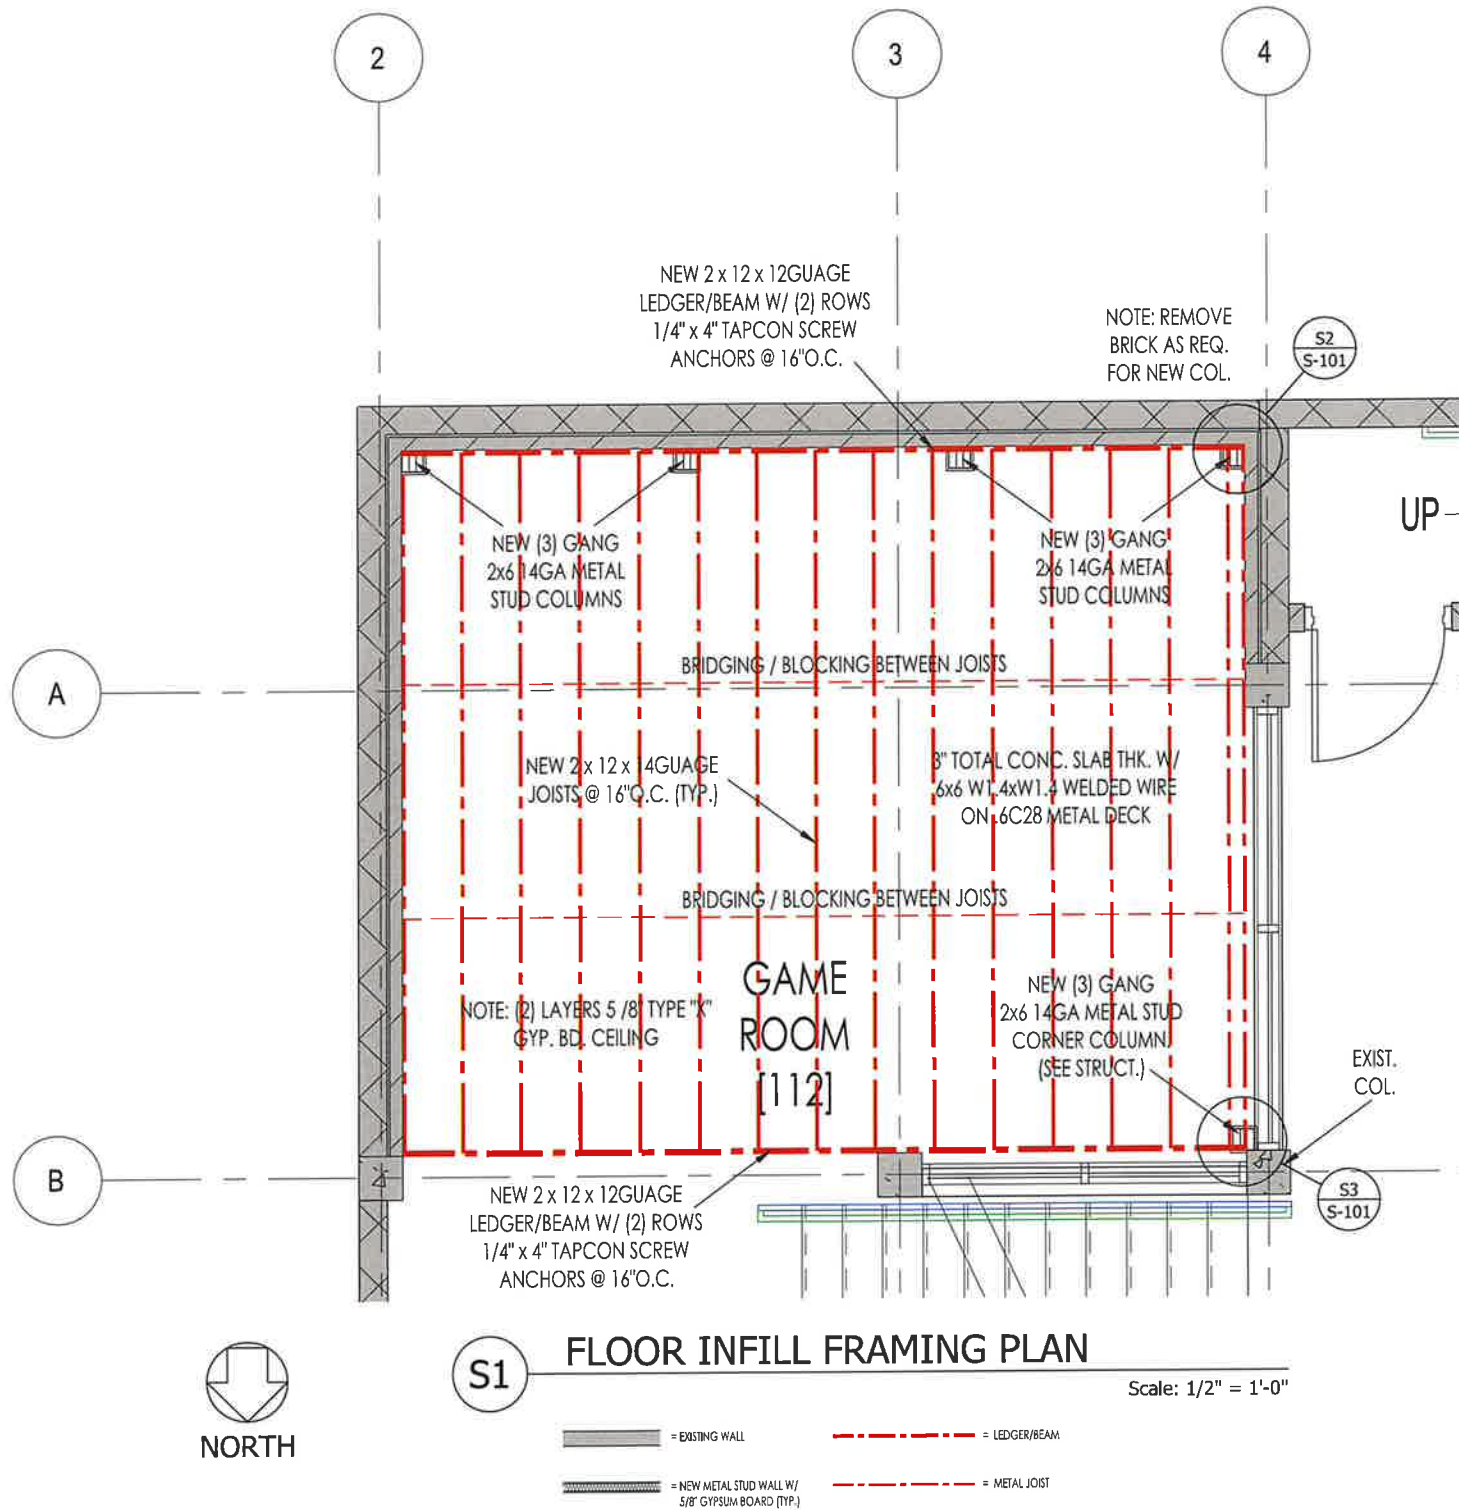 2
3
4
NEW 2 x 12 x 12GUAGE
LEDGER/BEAM W/ (2) ROWS
1/4" x 4" TAPCON SCREW
ANCHORS @ 16"O.C.
NOTE: REMOVE
BRICK AS REQ.
FOR NEW COL.
S2
S-101
UP
NEW (3) GANG
2x6 14GA METAL
STUD COLUMNS
NEW (3) GANG
2x6 14GA METAL
STUD COLUMNS
BRIDGING / BLOCKING BETWEEN JOISTS
A
NEW 2 x 12 x 14GUAGE
JOISTS @ 16"O.C. (TYP.)
3" TOTAL CONC. SLAB THK. W/
6x6 W1.4xW1.4 WELDED WIRE
ON .6C28 METAL DECK
BRIDGING / BLOCKING BETWEEN JOISTS
GAME
ROOM
[112]
NOTE: (2) LAYERS 5 /8" TYPE "X"
GYP. BD. CEILING
NEW (3) GANG
2x6 14GA METAL STUD
CORNER COLUMN.
(SEE STRUCT.)
EXIST.
COL.
B
S3
S-101
NEW 2 x 12 x 12GUAGE
LEDGER/BEAM W/ (2) ROWS
1/4" x 4" TAPCON SCREW
ANCHORS @ 16"O.C.
S1
FLOOR INFILL FRAMING PLAN
Scale: 1/2" = 1'-0"
NORTH
= EXISTING WALL
= LEDGER/BEAM
= NEW METAL STUD WALL W/
5/8" GYPSUM BOARD (TYP.)
= METAL JOIST